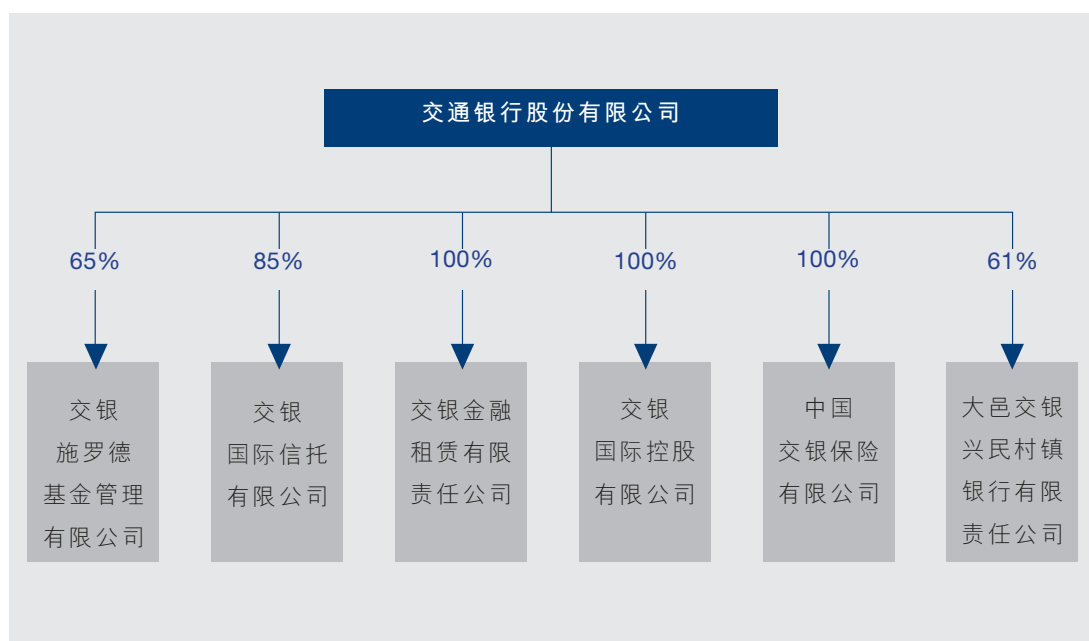 交通银行股份有限公司
65%
85%
100%
100%
100%
61%
交银
施罗德
基金管理
有限公司
交银
国际信托
有限公司
交银金融
租赁有限
责任公司
交银
国际控股
有限公司
中国
交银保险
有限公司
大邑交银
兴民村镇
银行有限
责任公司